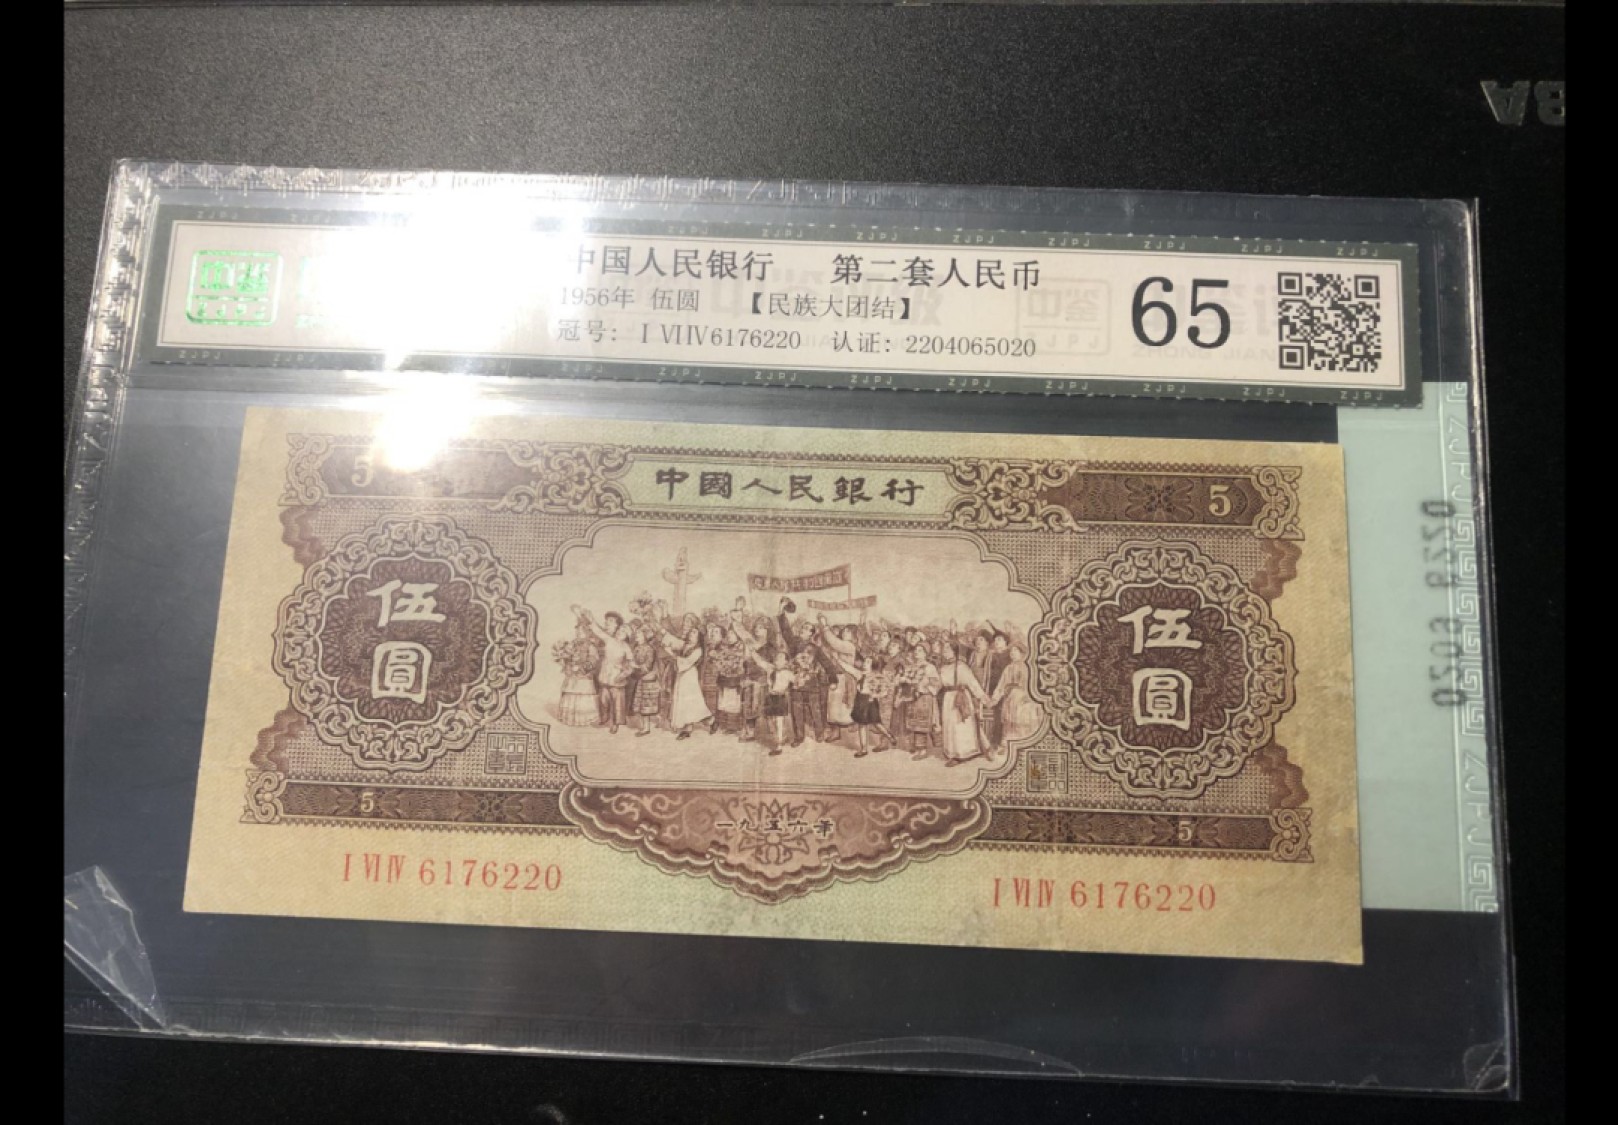 中鉴
中国人民银行 第二套人民币
1956年 伍圆 【民族大团结】
冠号: I VI IV 6176220 认证: 2204065020
65
ZJPJ
5
中國人民銀行
5
伍圓
伍圓
5
一九五六年
5
I VI IV 6176220
I VI IV 6176220